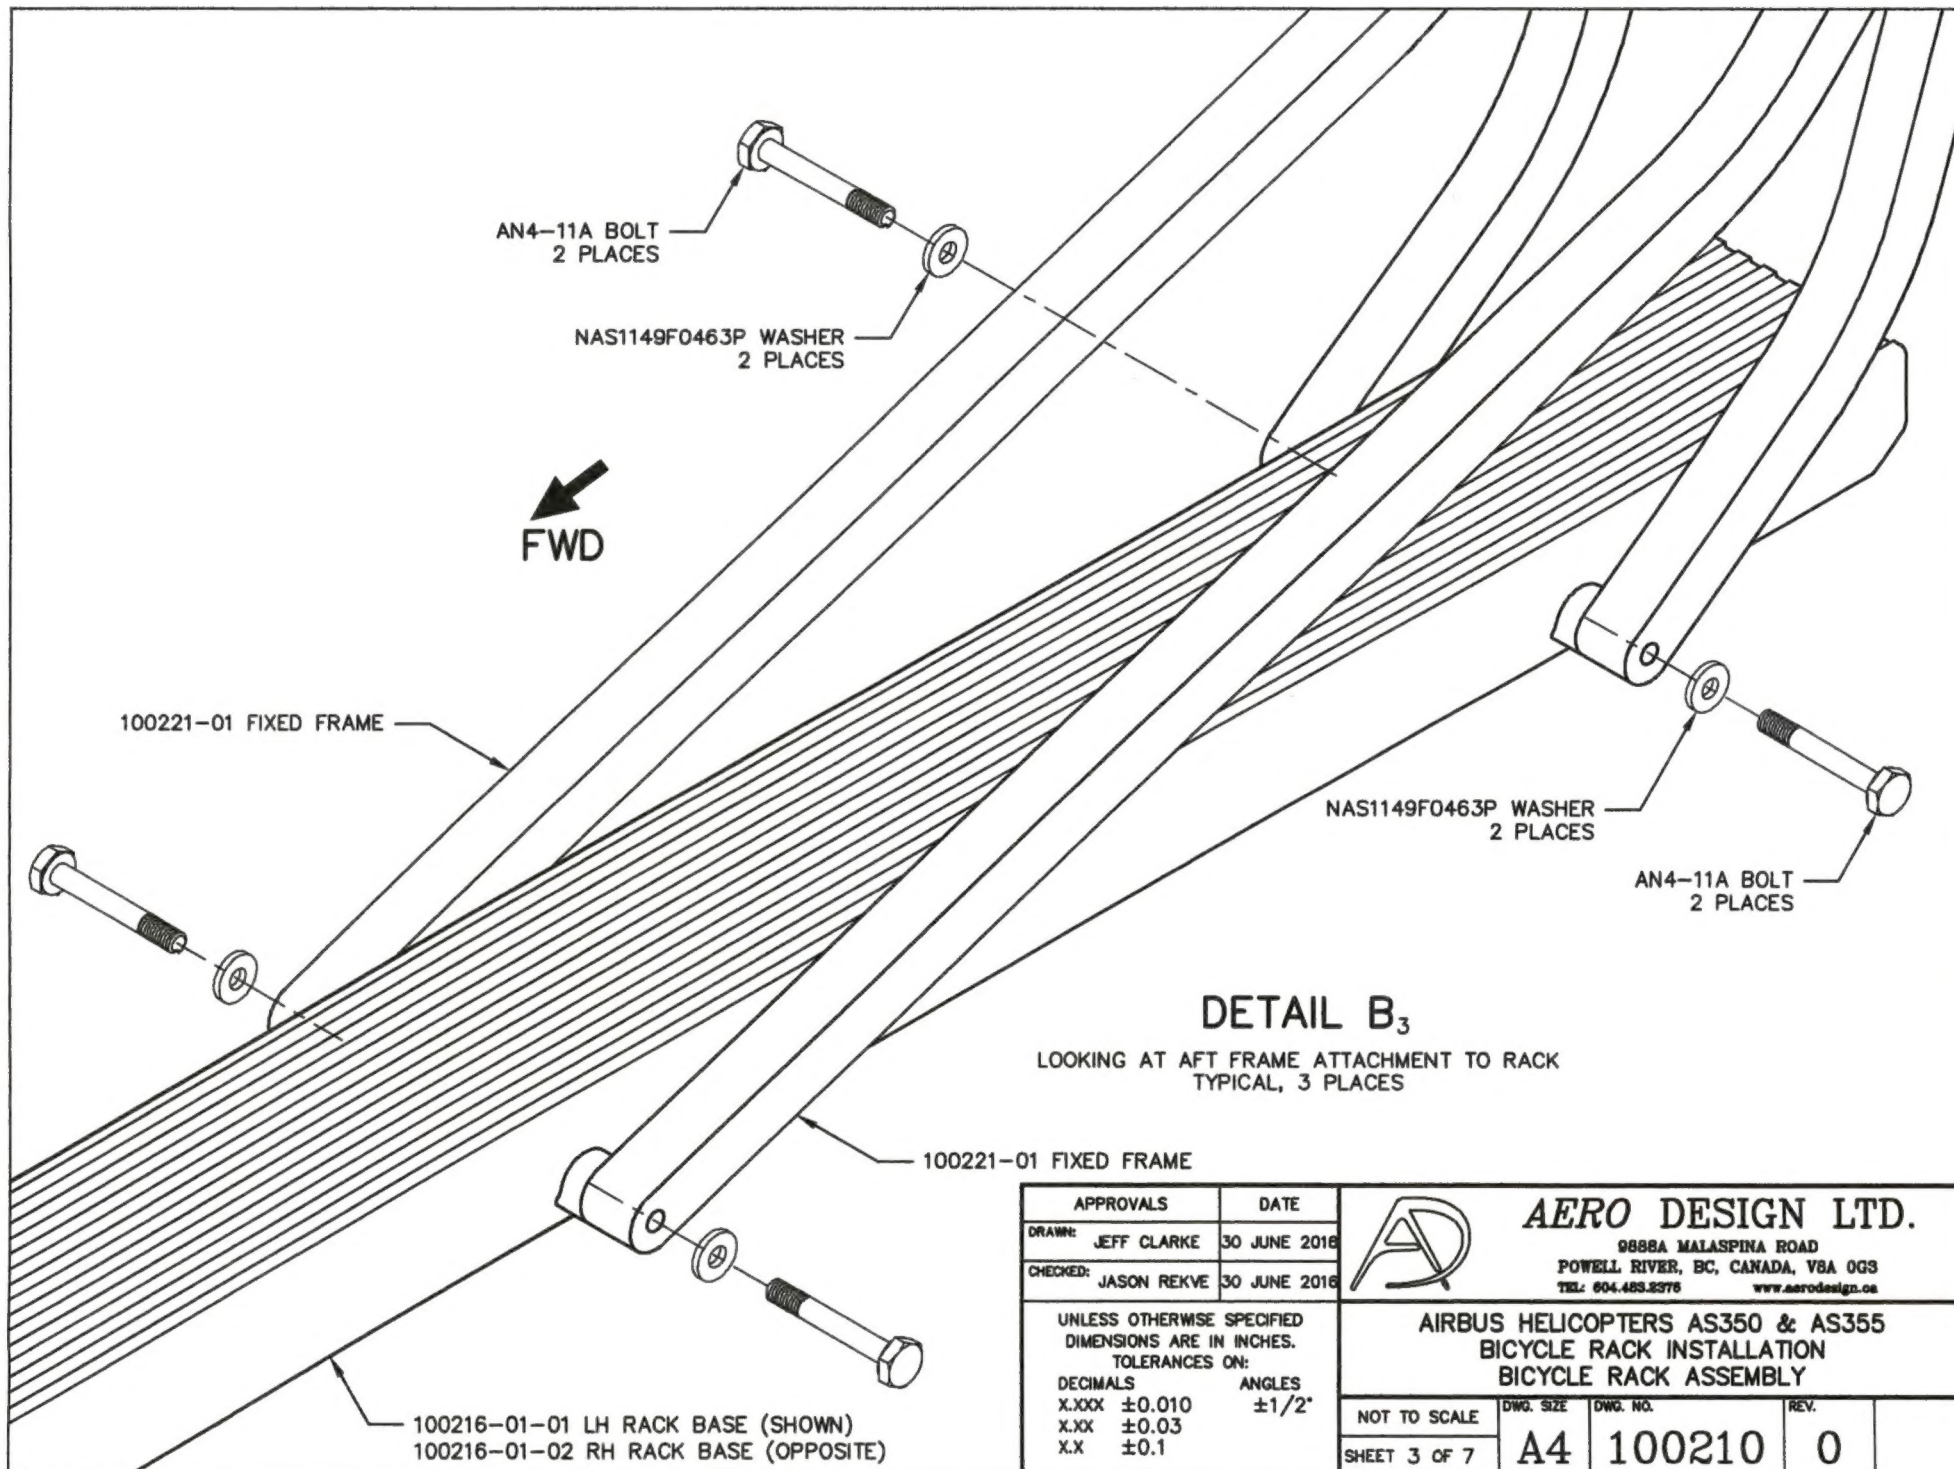 AN4-11A BOLT
2 PLACES
NAS1149F0463P WASHER
2 PLACES
FWD
100221-01 FIXED FRAME
NAS1149F0463P WASHER
2 PLACES
AN4-11A BOLT
2 PLACES
DETAIL B₃
LOOKING AT AFT FRAME ATTACHMENT TO RACK
TYPICAL, 3 PLACES
100221-01 FIXED FRAME
100216-01-01 LH RACK BASE (SHOWN)
100216-01-02 RH RACK BASE (OPPOSITE)
APPROVALS DATE
DRAWN: JEFF CLARKE 30 JUNE 2016
CHECKED: JASON REKVE 30 JUNE 2016
UNLESS OTHERWISE SPECIFIED
DIMENSIONS ARE IN INCHES.
TOLERANCES ON:
DECIMALS ANGLES
X.XXX ±0.010 ±1/2°
X.XX ±0.03
X.X ±0.1
AERO DESIGN LTD.
9888A MALASPINA ROAD
POWELL RIVER, BC, CANADA, V8A 0G3
TEL: 604.483.2376 www.aerodesign.ca
AIRBUS HELICOPTERS AS350 & AS355
BICYCLE RACK INSTALLATION
BICYCLE RACK ASSEMBLY
NOT TO SCALE
SHEET 3 OF 7
DWG. SIZE
A4
DWG. NO.
100210
REV.
0